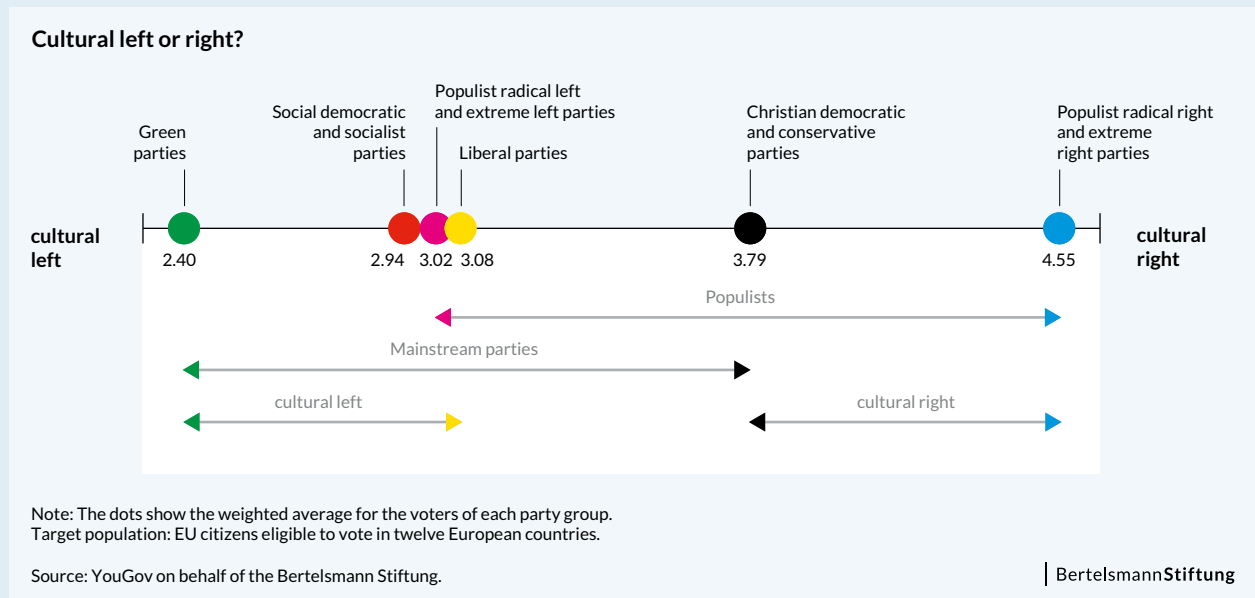 Cultural left or right?
Green
parties
Social democratic
and socialist
parties
Populist radical left
and extreme left parties
Liberal parties
Christian democratic
and conservative
parties
Populist radical right
and extreme
right parties
cultural
left
cultural
right
2.40
2.94
3.02
3.08
3.79
4.55
Populists
Mainstream parties
cultural left
cultural right
Note: The dots show the weighted average for the voters of each party group.
Target population: EU citizens eligible to vote in twelve European countries.
Source: YouGov on behalf of the Bertelsmann Stiftung.
BertelsmannStiftung